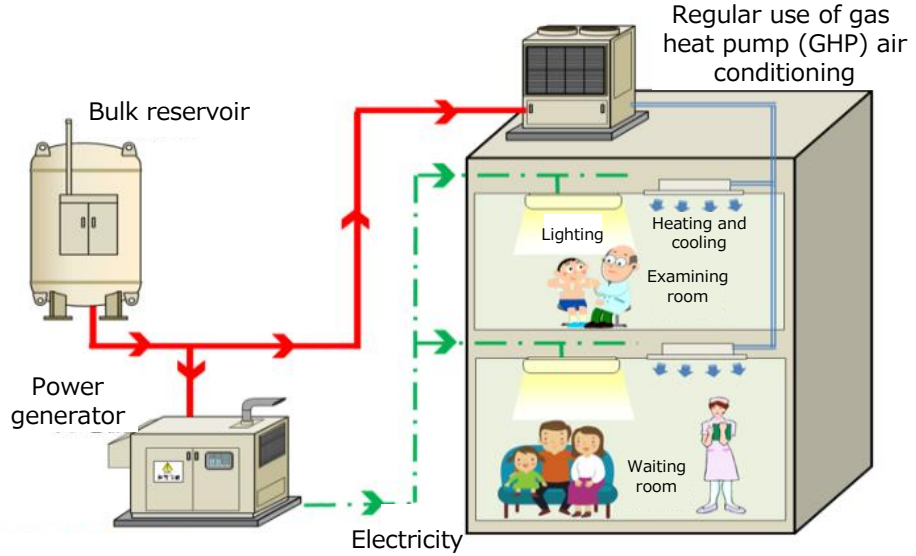 Regular use of gas
heat pump (GHP) air
conditioning
Bulk reservoir
Lighting
Heating and
cooling
Examining
room
Power
generator
Waiting
room
Electricity